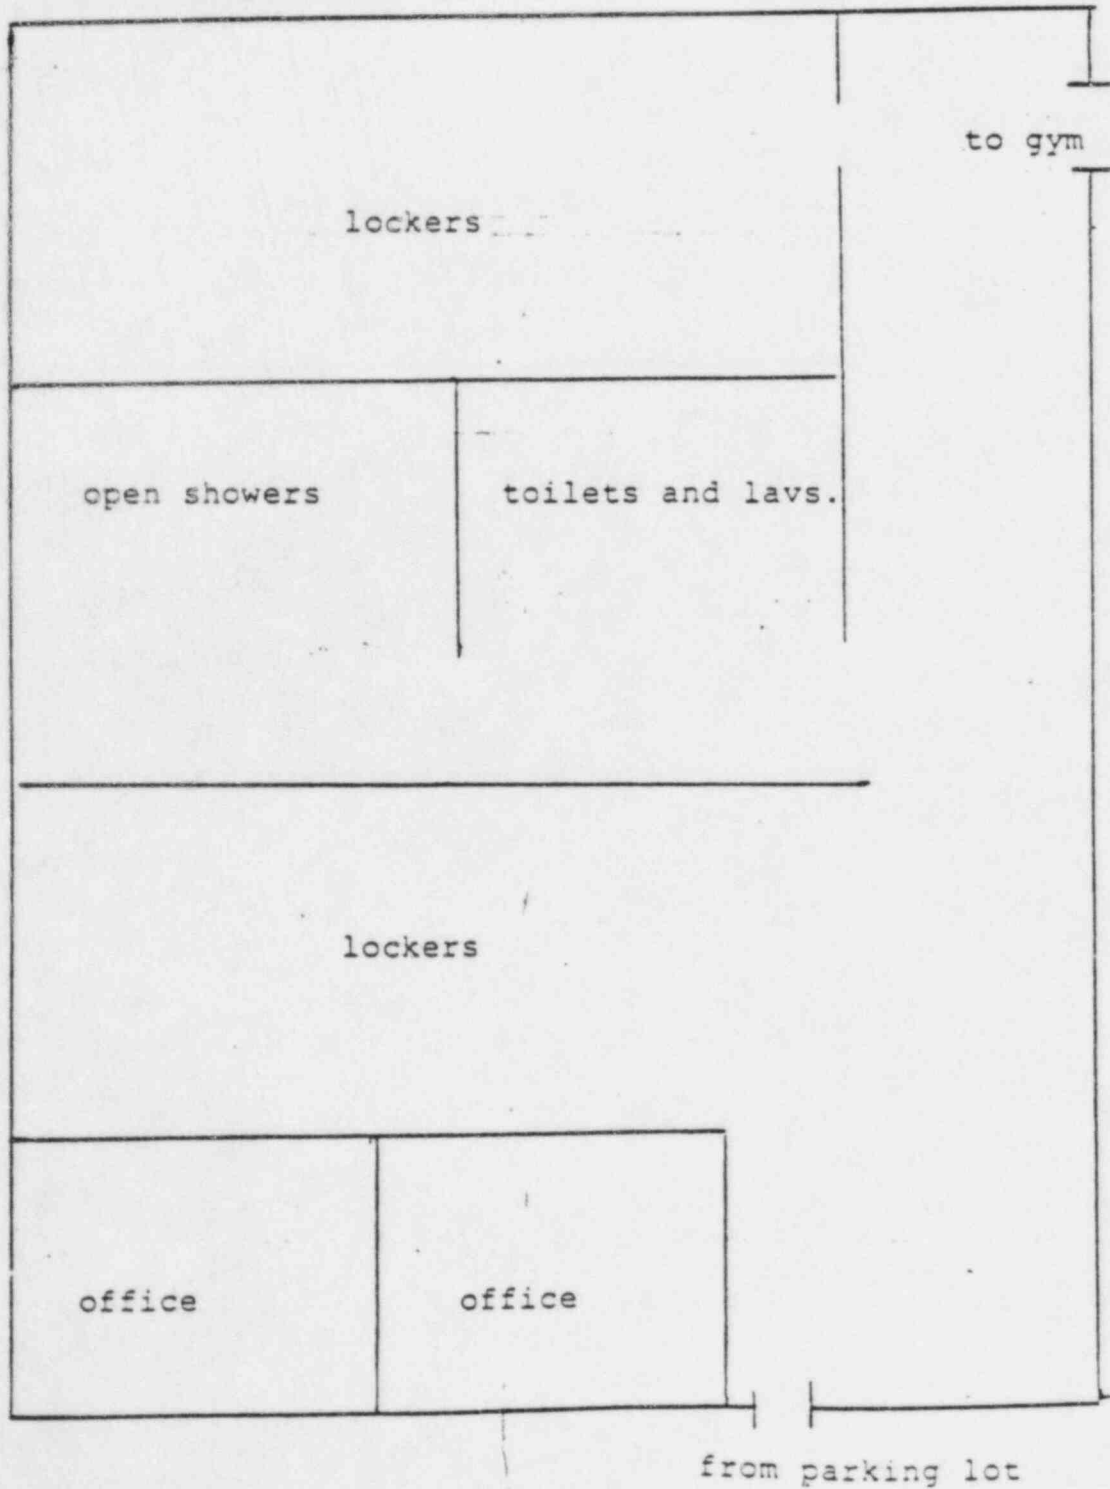 to gym
lockers
open showers
toilets and lavs.
lockers
office
office
from parking lot